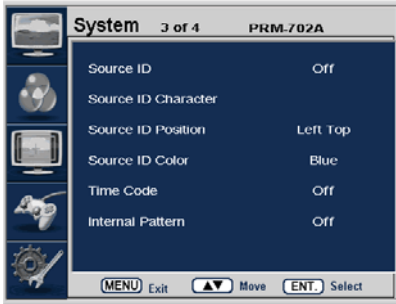 System 3 of 4 PRM-702A
Source ID Off
Source ID Character
Source ID Position Left Top
Source ID Color Blue
Time Code Off
Internal Pattern Off
MENU Exit ▲▼ Move ENT. Select